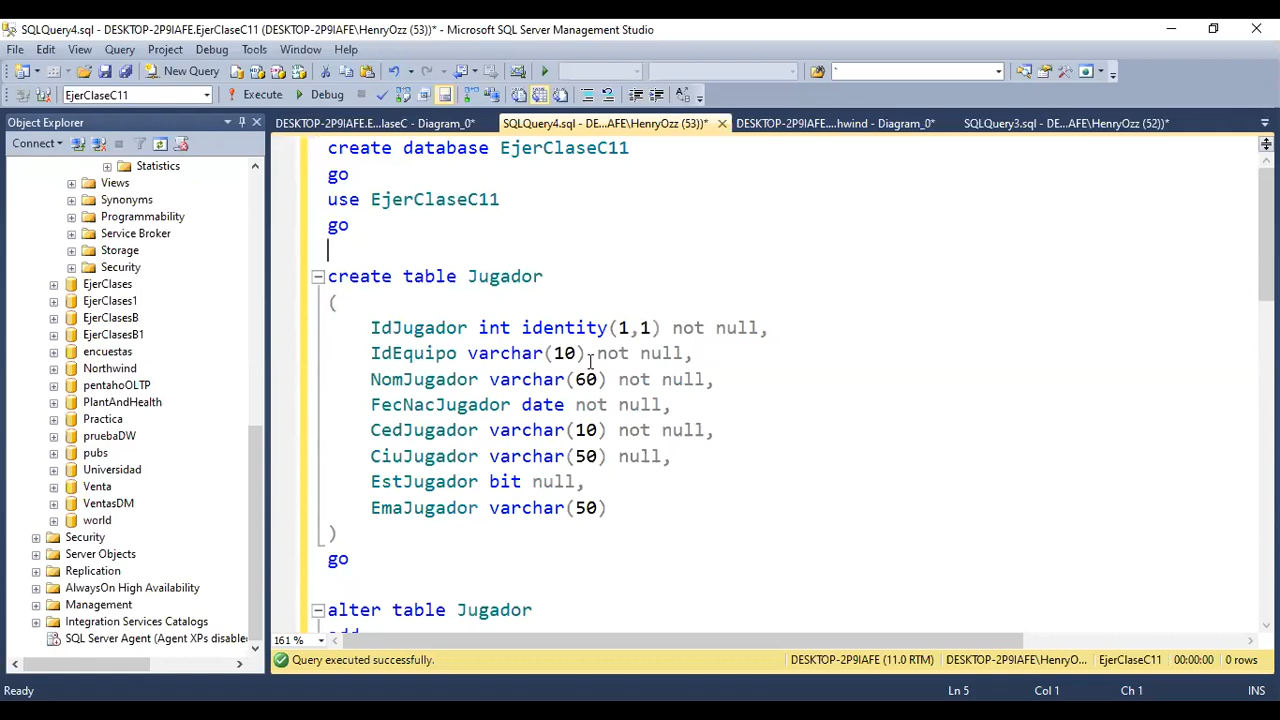 SQLQuery4.sql - DESKTOP-2P9IAFE.EjerClaseC11 (DESKTOP-2P9IAFE\HenryOzz (53))* - Microsoft SQL Server Management Studio
File Edit View Query Project Debug Tools Window Help
New Query
EjerClaseC11 Execute Debug
Object Explorer
DESKTOP-2P9IAFE.E...laseC - Diagram_0* SQLQuery4.sql - DE...AFE\HenryOzz (53))* DESKTOP-2P9IAFE....hwind - Diagram_0* SQLQuery3.sql - DE...AFE\HenryOzz (52))*
Connect
Statistics
Views
Synonyms
Programmability
Service Broker
Storage
Security
EjerClases
EjerClases1
EjerClasesB
EjerClasesB1
encuestas
Northwind
pentahoOLTP
PlantAndHealth
Practica
pruebaDW
pubs
Universidad
Venta
VentasDM
world
Security
Server Objects
Replication
AlwaysOn High Availability
Management
Integration Services Catalogs
SQL Server Agent (Agent XPs disable
create database EjerClaseC11
go
use EjerClaseC11
go
create table Jugador
(
IdJugador int identity(1,1) not null,
IdEquipo varchar(10) not null,
NomJugador varchar(60) not null,
FecNacJugador date not null,
CedJugador varchar(10) not null,
CiuJugador varchar(50) null,
EstJugador bit null,
EmaJugador varchar(50)
)
go
alter table Jugador
add
161 %
Query executed successfully. DESKTOP-2P9IAFE (11.0 RTM) DESKTOP-2P9IAFE\HenryO... EjerClaseC11 00:00:00 0 rows
Ready Ln 5 Col 1 Ch 1 INS